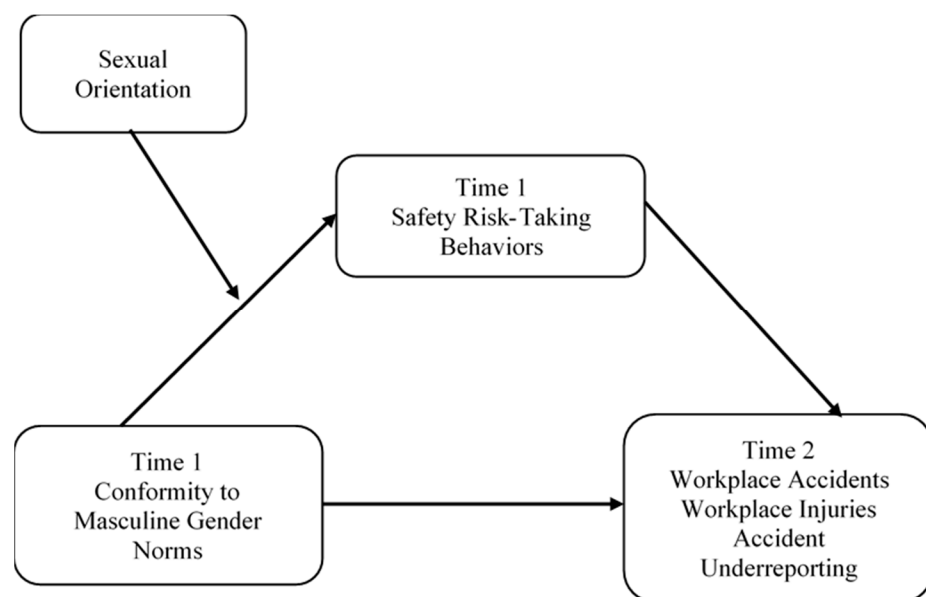 Sexual
Orientation
Time 1
Safety Risk-Taking
Behaviors
Time 1
Conformity to
Masculine Gender
Norms
Time 2
Workplace Accidents
Workplace Injuries
Accident
Underreporting